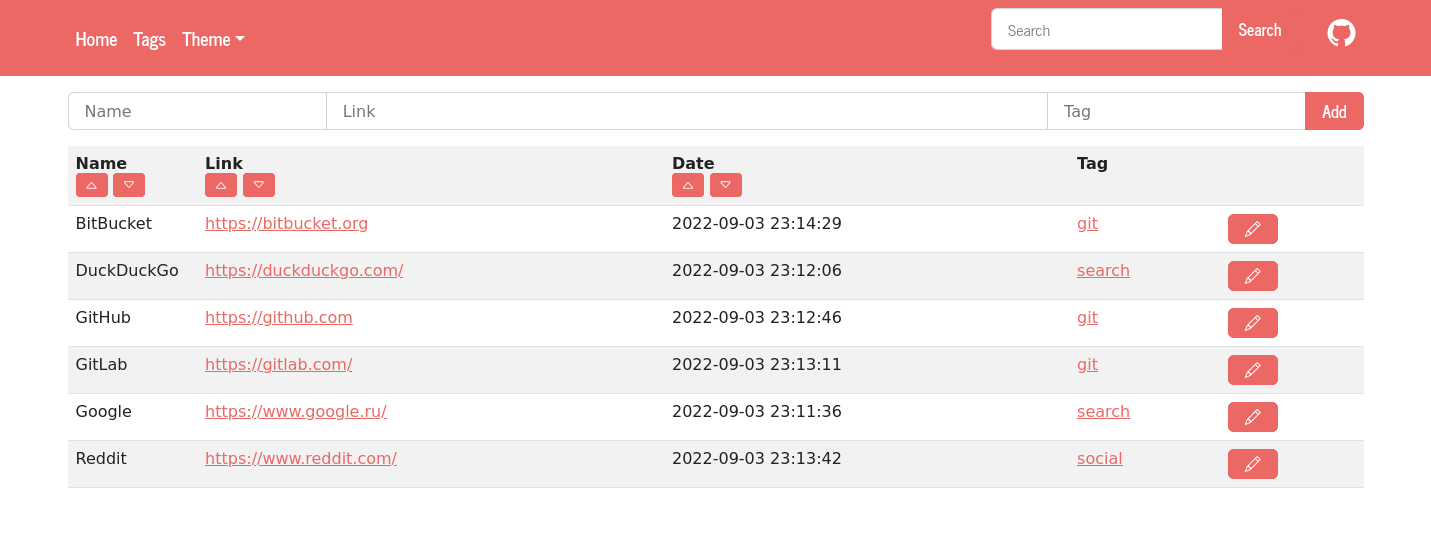 Home Tags Theme Search Search
Name Link Tag Add
Name Link Date Tag
BitBucket https://bitbucket.org 2022-09-03 23:14:29 git
DuckDuckGo https://duckduckgo.com/ 2022-09-03 23:12:06 search
GitHub https://github.com 2022-09-03 23:12:46 git
GitLab https://gitlab.com/ 2022-09-03 23:13:11 git
Google https://www.google.ru/ 2022-09-03 23:11:36 search
Reddit https://www.reddit.com/ 2022-09-03 23:13:42 social